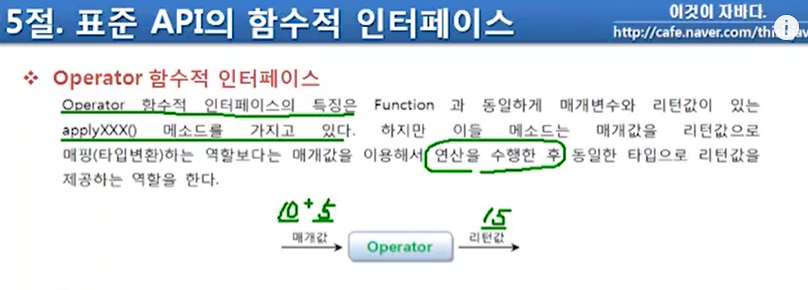 5절. 표준 API의 함수적 인터페이스
이것이 자바다.
http://cafe.naver.com/this
❖ Operator 함수적 인터페이스
Operator 함수적 인터페이스의 특징은 Function 과 동일하게 매개변수와 리턴값이 있는
applyXXX() 메소드를 가지고 있다. 하지만 이들 메소드는 매개값을 리턴값으로
매핑(타입변환)하는 역할보다는 매개값을 이용해서 연산을 수행한 후 동일한 타입으로 리턴값을
제공하는 역할을 한다.
10 + 5
15
매개값
Operator
리턴값